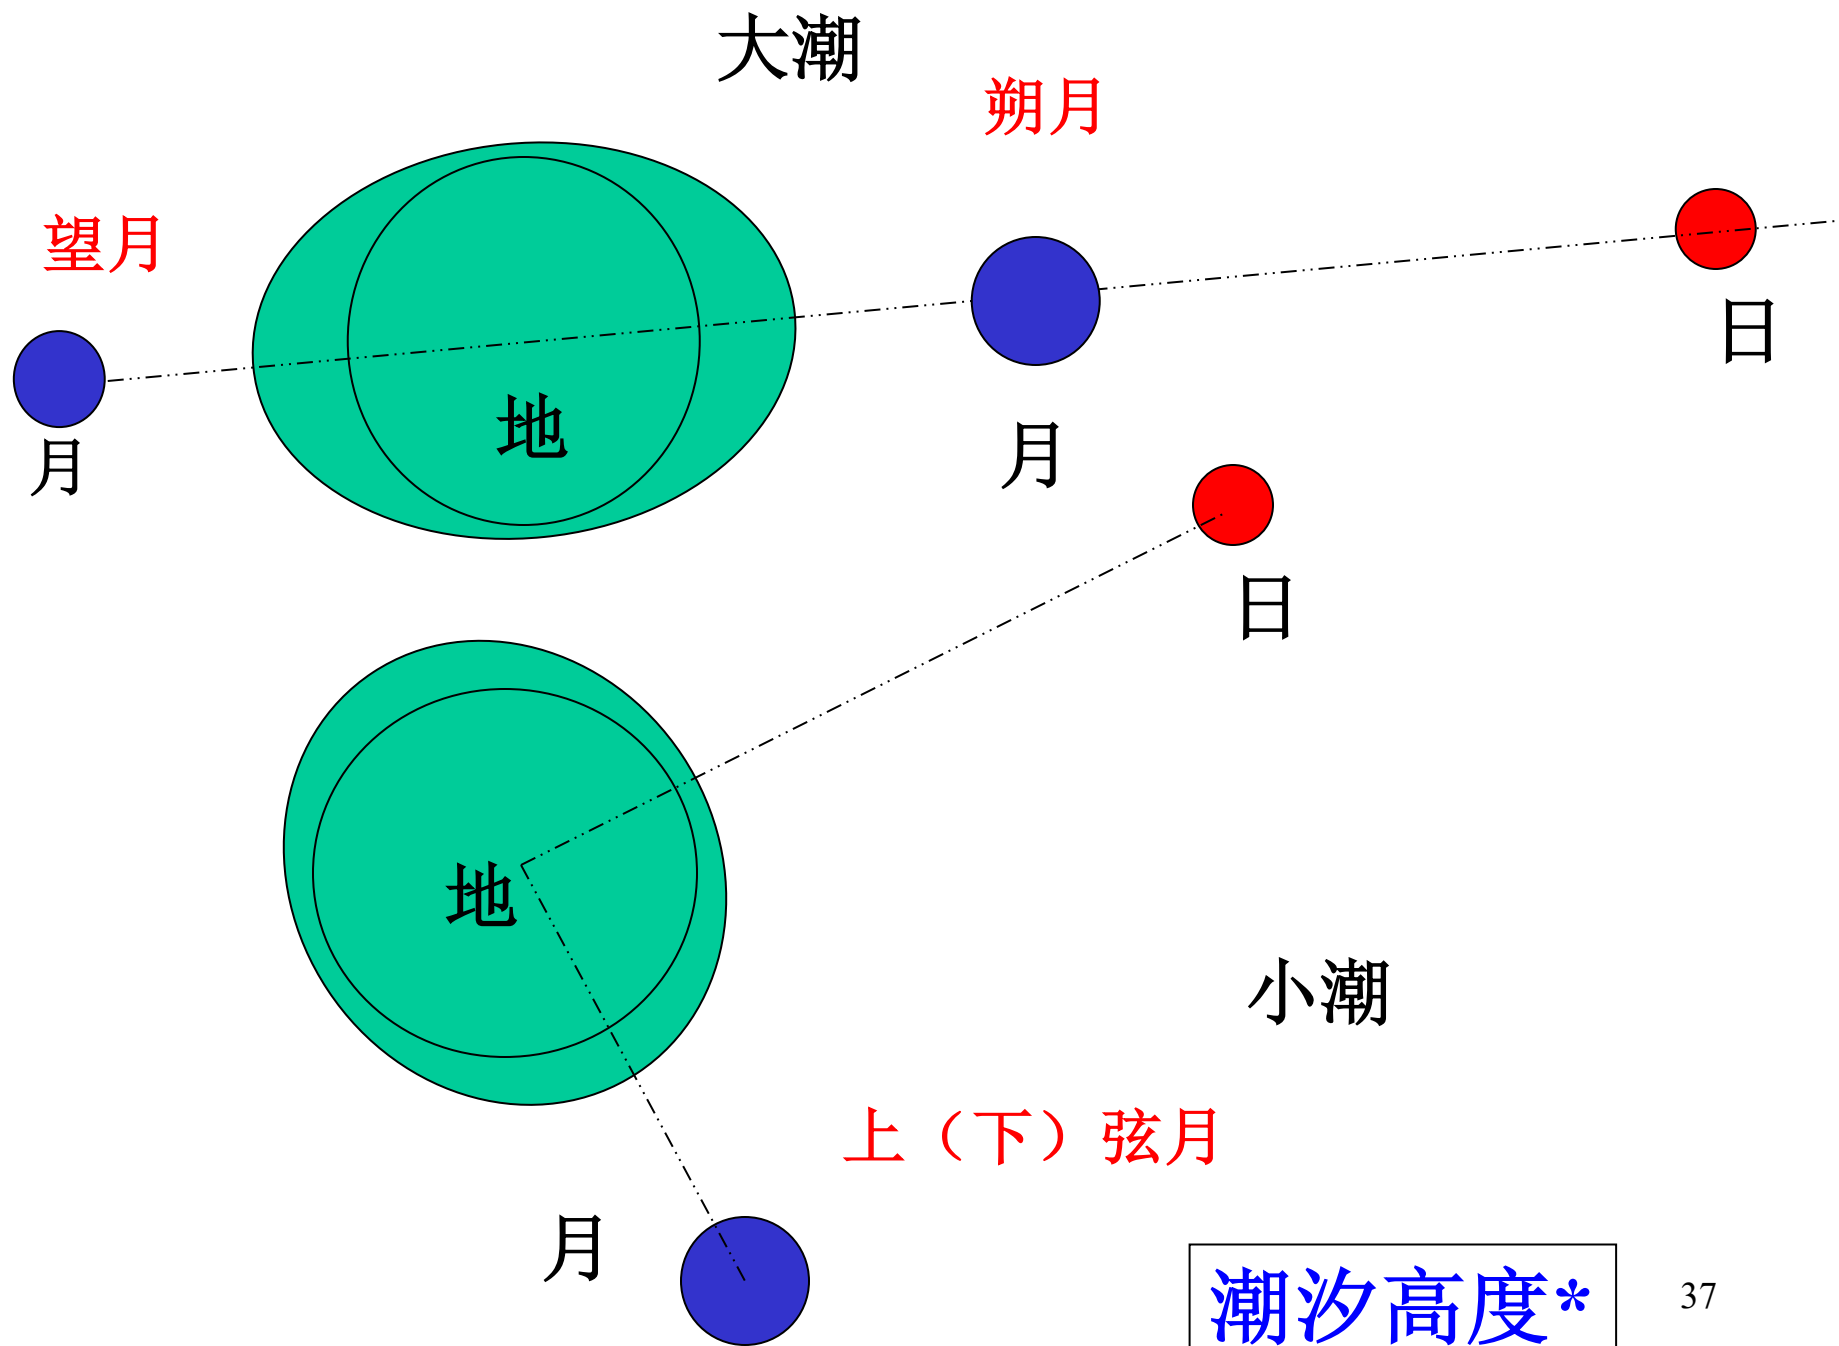 大潮
朔月
望月
日
地
月
月
日
地
小潮
上（下）弦月
月
潮汐高度*
37